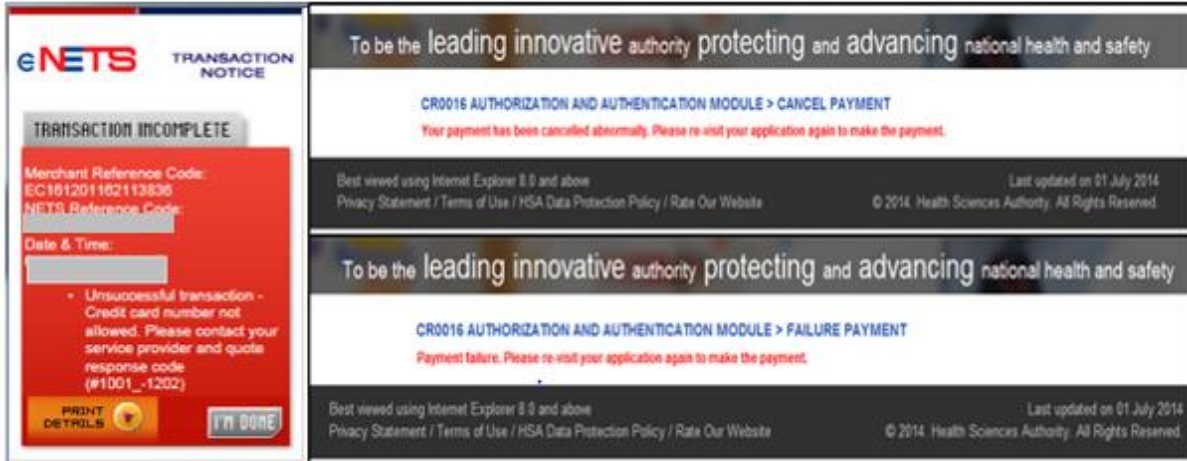 eNETS
TRANSACTION
NOTICE
TRANSACTION INCOMPLETE
Merchant Reference Code:
EC161201162113836
NETS Reference Code:
Date & Time:
• Unsuccessful transaction -
Credit card number not
allowed. Please contact your
service provider and quote
response code
(#1001_-1202)
PRINT
DETAILS
I'M DONE
To be the leading innovative authority protecting and advancing national health and safety
CR0016 AUTHORIZATION AND AUTHENTICATION MODULE > CANCEL PAYMENT
Your payment has been cancelled abnormally. Please re-visit your application again to make the payment.
Best viewed using Internet Explorer 8.0 and above
Last updated on 01 July 2014
Privacy Statement / Terms of Use / HSA Data Protection Policy / Rate Our Website
© 2014. Health Sciences Authority. All Rights Reserved.
To be the leading innovative authority protecting and advancing national health and safety
CR0016 AUTHORIZATION AND AUTHENTICATION MODULE > FAILURE PAYMENT
Payment failure. Please re-visit your application again to make the payment.
Best viewed using Internet Explorer 8.0 and above
Last updated on 01 July 2014
Privacy Statement / Terms of Use / HSA Data Protection Policy / Rate Our Website
© 2014. Health Sciences Authority. All Rights Reserved